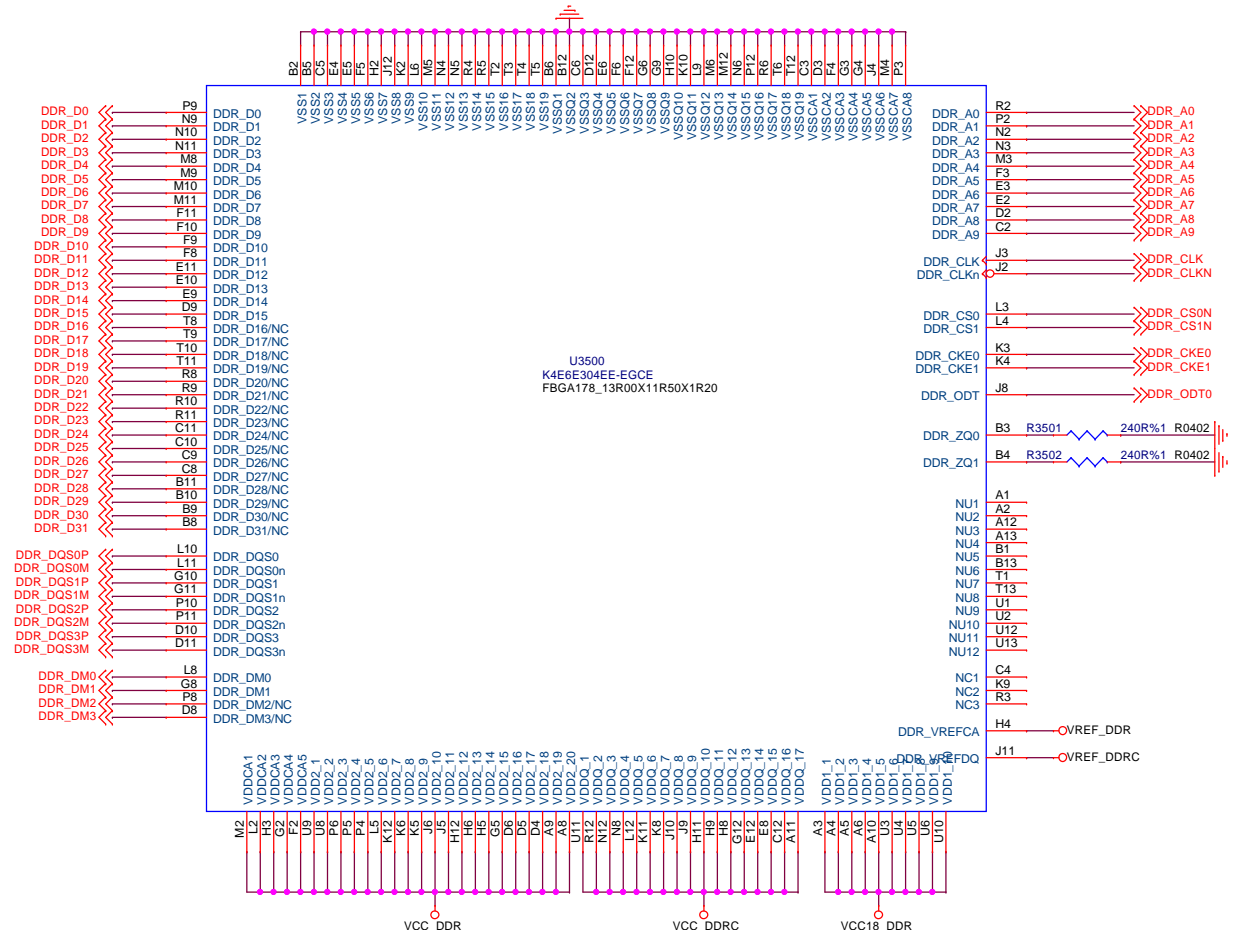 B2 B5 C5 E4 E5 F5 H2 J12 K2 L6 M5 N4 N5 R4 R5 T2 T3 T4 T5 B6 B12 C6 D12 E6 F6 F12 G6 G9 H10 K10 L9 M6 M12 N6 P12 R6 T6 T12 C3 D3 F4 G3 G4 J4 M4 P3
VSS1 VSS2 VSS3 VSS4 VSS5 VSS6 VSS7 VSS8 VSS9 VSS10 VSS11 VSS12 VSS13 VSS14 VSS15 VSS16 VSS17 VSS18 VSS19 VSSQ1 VSSQ2 VSSQ3 VSSQ4 VSSQ5 VSSQ6 VSSQ7 VSSQ8 VSSQ9 VSSQ10 VSSQ11 VSSQ12 VSSQ13 VSSQ14 VSSQ15 VSSQ16 VSSQ17 VSSQ18 VSSQ19 VSSCA1 VSSCA2 VSSCA3 VSSCA4 VSSCA5 VSSCA6 VSSCA7 VSSCA8
DDR_D0 P9 DDR_D0
DDR_D1 N9 DDR_D1
DDR_D2 N10 DDR_D2
DDR_D3 N11 DDR_D3
DDR_D4 M8 DDR_D4
DDR_D5 M9 DDR_D5
DDR_D6 M10 DDR_D6
DDR_D7 M11 DDR_D7
DDR_D8 F11 DDR_D8
DDR_D9 F10 DDR_D9
DDR_D10 F9 DDR_D10
DDR_D11 F8 DDR_D11
DDR_D12 E11 DDR_D12
DDR_D13 E10 DDR_D13
DDR_D14 E9 DDR_D14
DDR_D15 D9 DDR_D15
DDR_D16 T8 DDR_D16/NC
DDR_D17 T9 DDR_D17/NC
DDR_D18 T10 DDR_D18/NC
DDR_D19 T11 DDR_D19/NC
DDR_D20 R8 DDR_D20/NC
DDR_D21 R9 DDR_D21/NC
DDR_D22 R10 DDR_D22/NC
DDR_D23 R11 DDR_D23/NC
DDR_D24 C11 DDR_D24/NC
DDR_D25 C10 DDR_D25/NC
DDR_D26 C9 DDR_D26/NC
DDR_D27 C8 DDR_D27/NC
DDR_D28 B11 DDR_D28/NC
DDR_D29 B10 DDR_D29/NC
DDR_D30 B9 DDR_D30/NC
DDR_D31 B8 DDR_D31/NC
DDR_DQS0P L10 DDR_DQS0
DDR_DQS0M L11 DDR_DQS0n
DDR_DQS1P G10 DDR_DQS1
DDR_DQS1M G11 DDR_DQS1n
DDR_DQS2P P10 DDR_DQS2
DDR_DQS2M P11 DDR_DQS2n
DDR_DQS3P D10 DDR_DQS3
DDR_DQS3M D11 DDR_DQS3n
DDR_DM0 L8 DDR_DM0
DDR_DM1 G8 DDR_DM1
DDR_DM2 P8 DDR_DM2/NC
DDR_DM3 D8 DDR_DM3/NC
U3500
K4E6E304EE-EGCE
FBGA178_13R00X11R50X1R20
DDR_A0 R2 DDR_A0
DDR_A1 P2 DDR_A1
DDR_A2 N2 DDR_A2
DDR_A3 N3 DDR_A3
DDR_A4 M3 DDR_A4
DDR_A5 F3 DDR_A5
DDR_A6 E3 DDR_A6
DDR_A7 E2 DDR_A7
DDR_A8 D2 DDR_A8
DDR_A9 C2 DDR_A9
DDR_CLK J3 DDR_CLK
DDR_CLKn J2 DDR_CLKN
DDR_CS0 L3 DDR_CS0N
DDR_CS1 L4 DDR_CS1N
DDR_CKE0 K3 DDR_CKE0
DDR_CKE1 K4 DDR_CKE1
DDR_ODT J8 DDR_ODT0
DDR_ZQ0 B3 R3501 240R%1 R0402
DDR_ZQ1 B4 R3502 240R%1 R0402
NU1 A1
NU2 A2
NU3 A12
NU4 A13
NU5 B1
NU6 B13
NU7 T1
NU8 T13
NU9 U1
NU10 U2
NU11 U12
NU12 U13
NC1 C4
NC2 K9
NC3 R3
DDR_VREFCA H4 VREF_DDR
DDR_VREFDQ J11 VREF_DDRC
VDDCA1 VDDCA2 VDDCA3 VDDCA4 VDDCA5 VDD2_1 VDD2_2 VDD2_3 VDD2_4 VDD2_5 VDD2_6 VDD2_7 VDD2_8 VDD2_9 VDD2_10 VDD2_11 VDD2_12 VDD2_13 VDD2_14 VDD2_15 VDD2_16 VDD2_17 VDD2_18 VDD2_19 VDD2_20 VDDQ_1 VDDQ_2 VDDQ_3 VDDQ_4 VDDQ_5 VDDQ_6 VDDQ_7 VDDQ_8 VDDQ_9 VDDQ_10 VDDQ_11 VDDQ_12 VDDQ_13 VDDQ_14 VDDQ_15 VDDQ_16 VDDQ_17 VDD1_1 VDD1_2 VDD1_3 VDD1_4 VDD1_5 VDD1_6 VDD1_7 VDD1_8 VDD1_9 VDD1_10
M2 L2 H3 G2 F2 U9 U8 P6 P5 P4 L5 K12 K6 K5 J6 J5 H12 H6 H5 G5 D6 D5 D4 A9 A8 U11 R12 N12 N8 L12 K11 K8 J10 J9 H11 H9 H8 G12 E12 E8 C12 A11 A3 A4 A5 A6 A10 U3 U4 U5 U6 U10
VCC_DDR VCC_DDRC VCC18_DDR